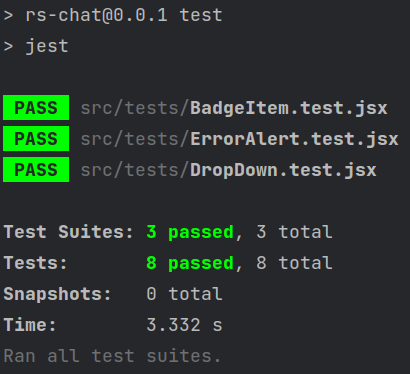 > rs-chat@0.0.1 test
> jest
PASS src/tests/BadgeItem.test.jsx
PASS src/tests/ErrorAlert.test.jsx
PASS src/tests/DropDown.test.jsx
Test Suites: 3 passed, 3 total
Tests: 8 passed, 8 total
Snapshots: 0 total
Time: 3.332 s
Ran all test suites.